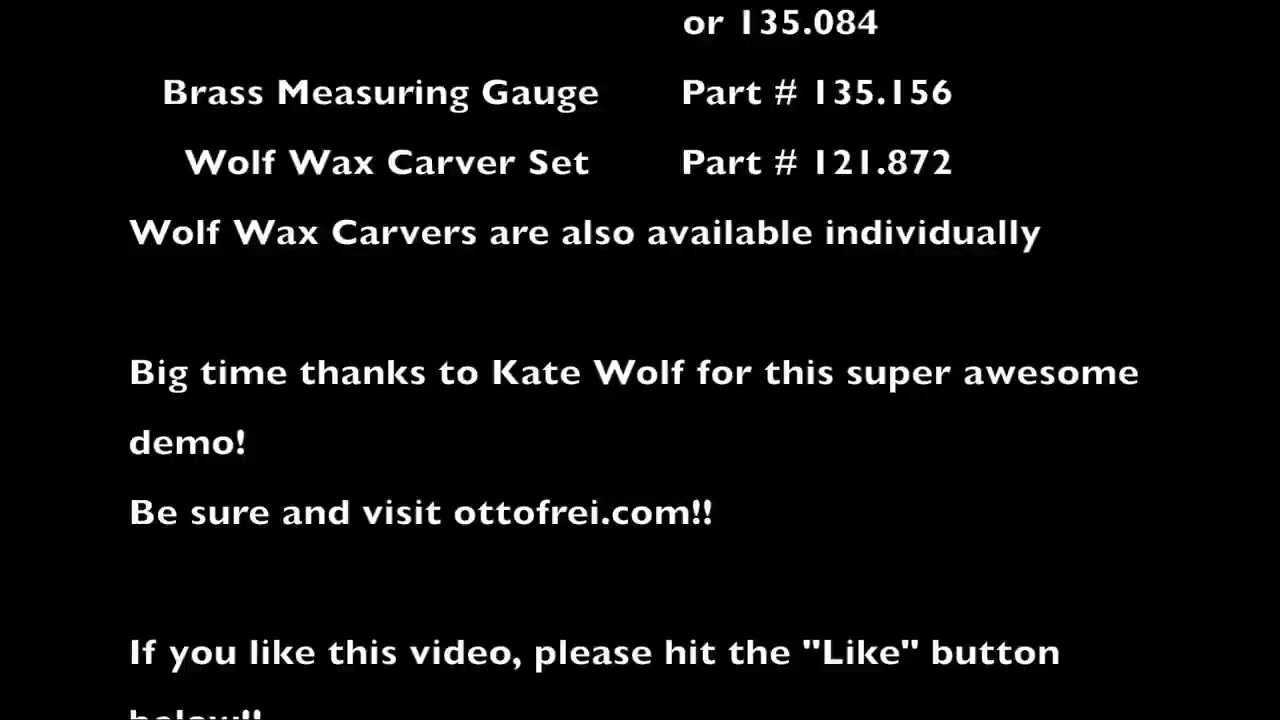 or 135.084
Brass Measuring Gauge Part # 135.156
Wolf Wax Carver Set Part # 121.872
Wolf Wax Carvers are also available individually
Big time thanks to Kate Wolf for this super awesome
demo!
Be sure and visit ottofrei.com!!
If you like this video, please hit the "Like" button
below!!